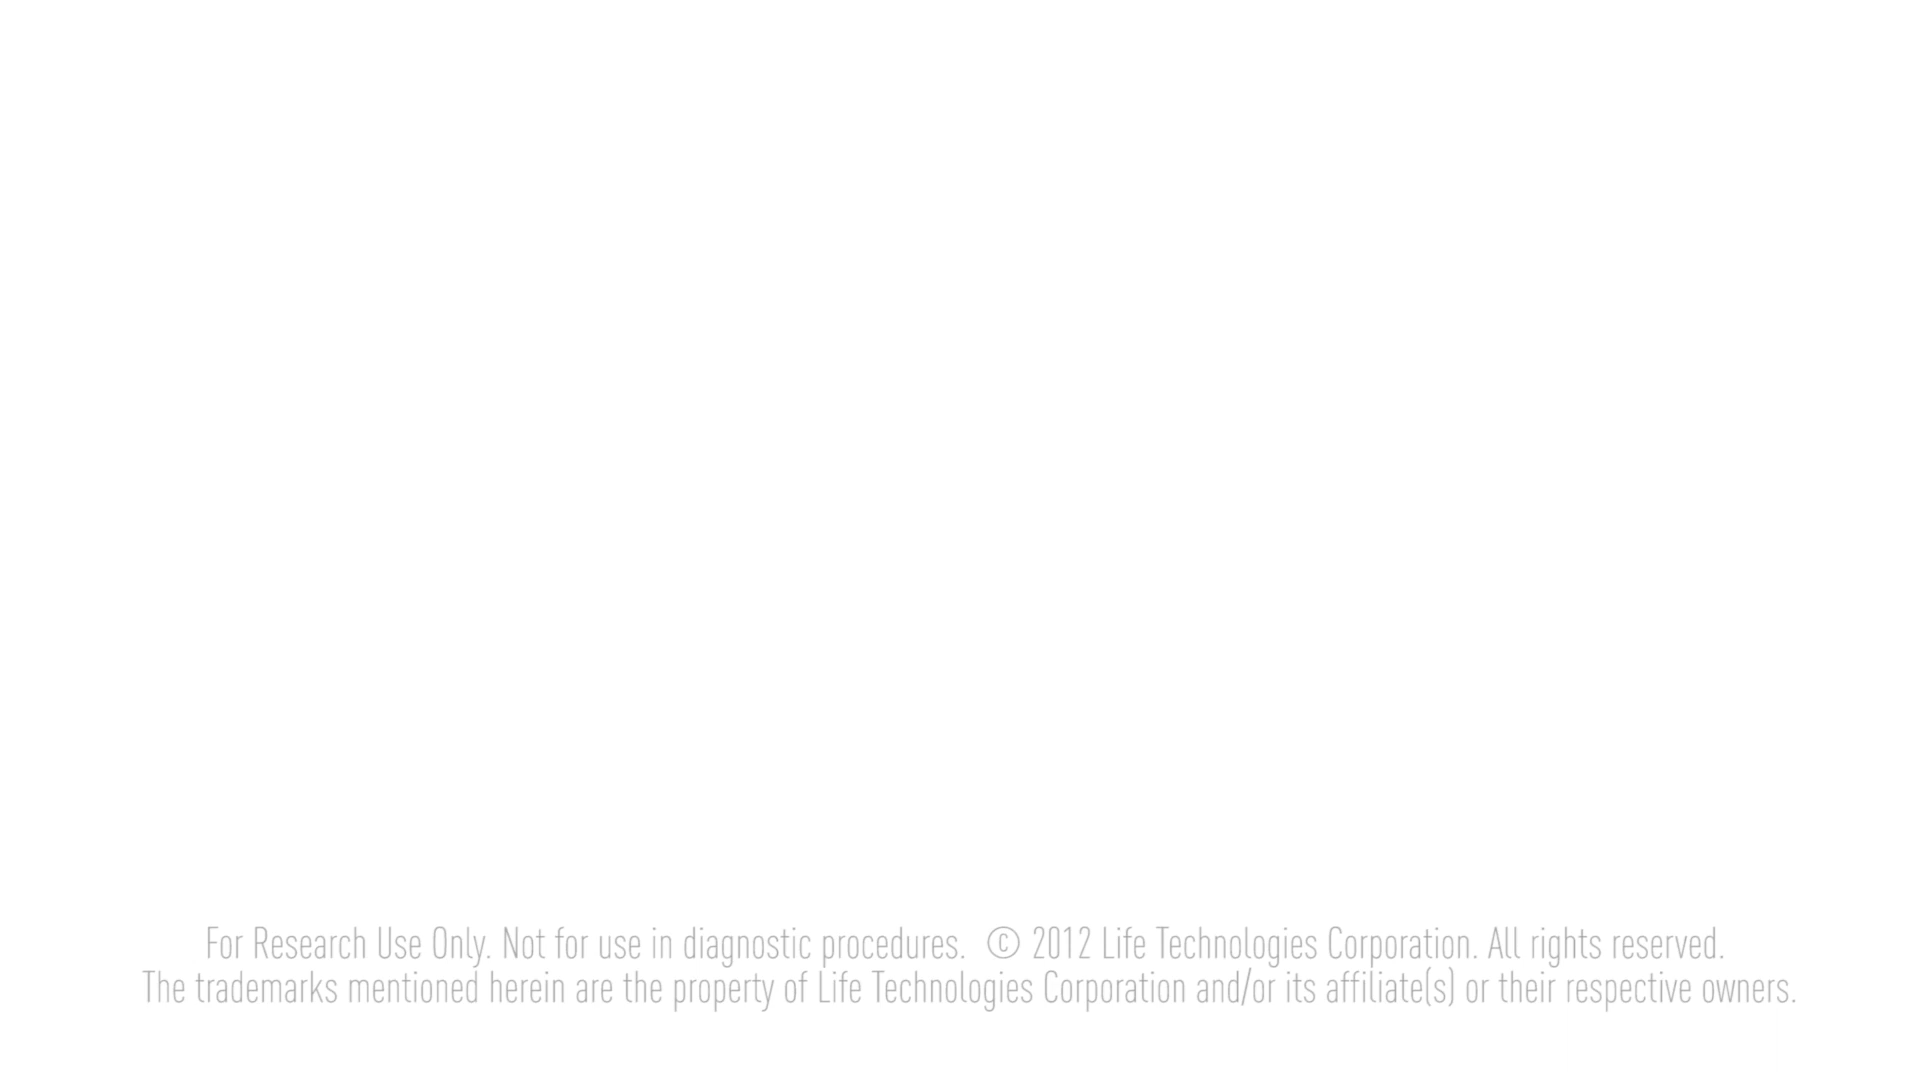 For Research Use Only. Not for use in diagnostic procedures. © 2012 Life Technologies Corporation. All rights reserved.
The trademarks mentioned herein are the property of Life Technologies Corporation and/or its affiliate(s) or their respective owners.